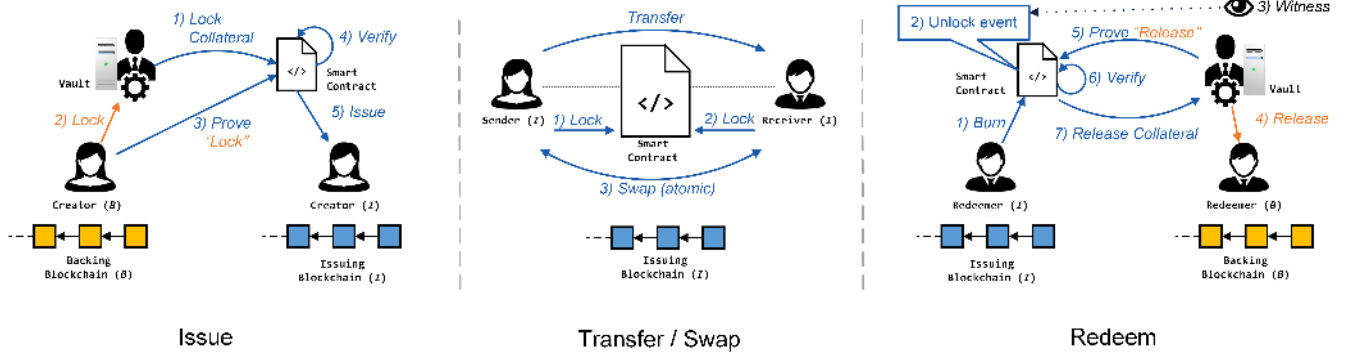 1) Lock
Collateral
4) Verify
</>
Vault
Smart
Contract
2) Lock
3) Prove
"Lock"
5) Issue
Creator (B)
Creator (I)
Backing
Blockchain (B)
Issuing
Blockchain (I)
Issue
Transfer
</>
Sender (I)
1) Lock
2) Lock
Receiver (I)
Smart
Contract
3) Swap (atomic)
Issuing
Blockchain (I)
Transfer / Swap
2) Unlock event
3) Witness
5) Prove "Release"
</>
Smart
Contract
6) Verify
Vault
1) Burn
4) Release
7) Release Collateral
Redeemer (I)
Redeemer (B)
Issuing
Blockchain (I)
Backing
Blockchain (B)
Redeem